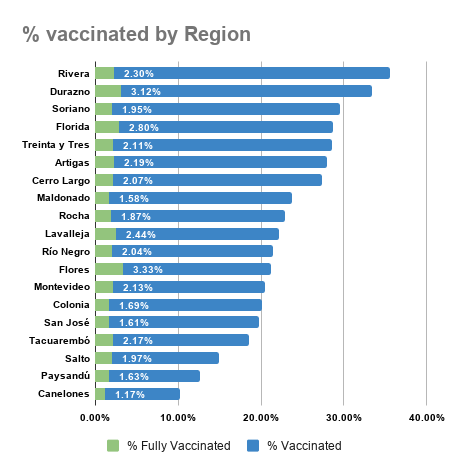 % vaccinated by Region
Rivera 2.30%
Durazno 3.12%
Soriano 1.95%
Florida 2.80%
Treinta y Tres 2.11%
Artigas 2.19%
Cerro Largo 2.07%
Maldonado 1.58%
Rocha 1.87%
Lavalleja 2.44%
Río Negro 2.04%
Flores 3.33%
Montevideo 2.13%
Colonia 1.69%
San José 1.61%
Tacuarembó 2.17%
Salto 1.97%
Paysandú 1.63%
Canelones 1.17%
0.00% 10.00% 20.00% 30.00% 40.00%
% Fully Vaccinated % Vaccinated